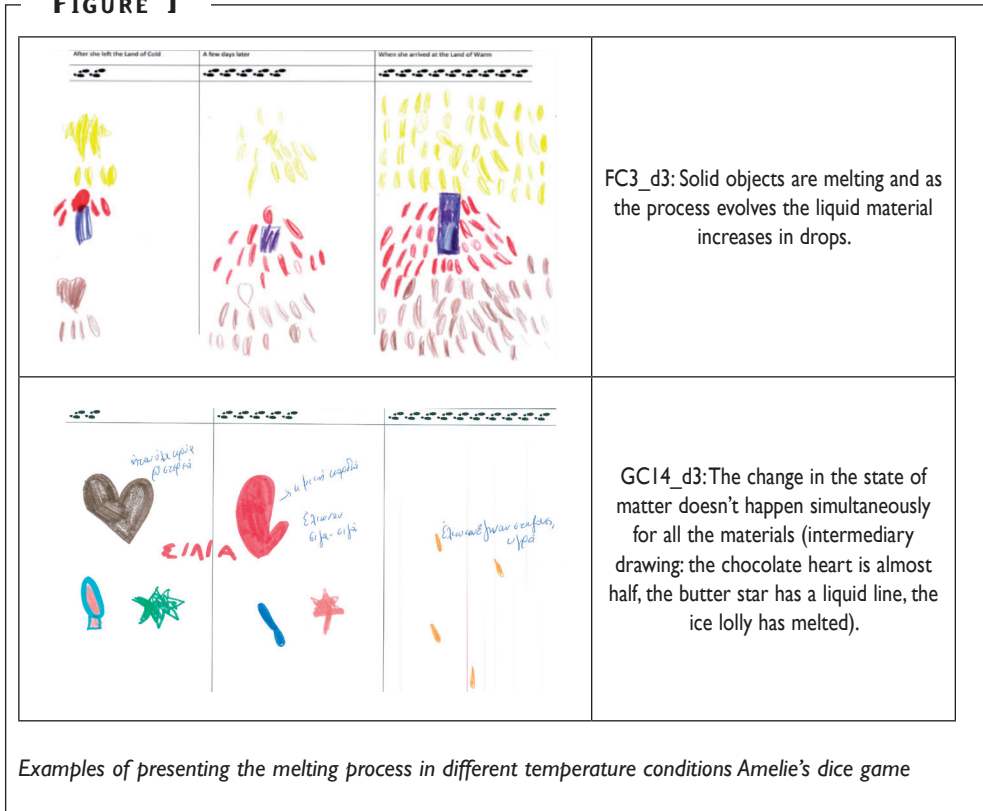 FIGURE 1
After she left the Land of Cold
A few days later
When she arrived at the Land of Warm
FC3_d3: Solid objects are melting and as
the process evolves the liquid material
increases in drops.
ΕΙΛΙΑ
έλιωναν
σιγά-σιγά
GC14_d3: The change in the state of
matter doesn’t happen simultaneously
for all the materials (intermediary
drawing: the chocolate heart is almost
half, the butter star has a liquid line, the
ice lolly has melted).
Examples of presenting the melting process in different temperature conditions Amelie’s dice game